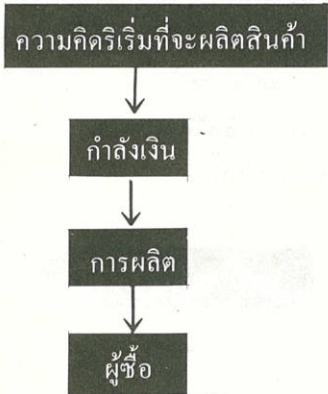 ความคิดริเริ่มที่จะผลิตสินค้า
กำลังเงิน
การผลิต
ผู้ซื้อ